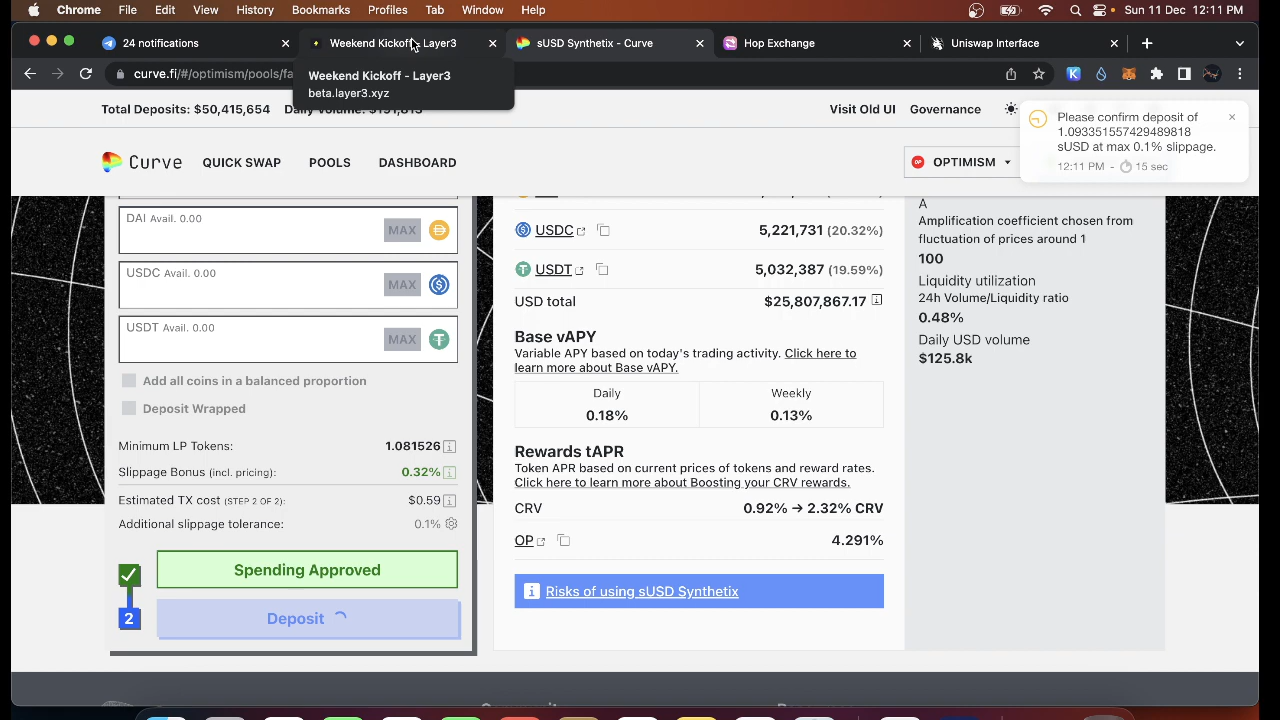 Chrome File Edit View History Bookmarks Profiles Tab Window Help Sun 11 Dec 12:11 PM
24 notifications Weekend Kickoff - Layer3 sUSD Synthetix - Curve Hop Exchange Uniswap Interface
curve.fi/#/optimism/pools/fa
Weekend Kickoff - Layer3
beta.layer3.xyz
Total Deposits: $50,415,654 Visit Old UI Governance
Please confirm deposit of
1.093351557429489818
sUSD at max 0.1% slippage.
12:11 PM - 15 sec
Curve QUICK SWAP POOLS DASHBOARD OPTIMISM
DAI Avail. 0.00
MAX
USDC Avail. 0.00
MAX
USDT Avail. 0.00
MAX
Add all coins in a balanced proportion
Deposit Wrapped
Minimum LP Tokens: 1.081526
Slippage Bonus (incl. pricing): 0.32%
Estimated TX cost (STEP 2 OF 2): $0.59
Additional slippage tolerance: 0.1%
Spending Approved
2 Deposit
USDC 5,221,731 (20.32%)
USDT 5,032,387 (19.59%)
USD total $25,807,867.17
Base vAPY
Variable APY based on today's trading activity. Click here to
learn more about Base vAPY.
Daily Weekly
0.18% 0.13%
Rewards tAPR
Token APR based on current prices of tokens and reward rates.
Click here to learn more about Boosting your CRV rewards.
CRV 0.92% → 2.32% CRV
OP 4.291%
Risks of using sUSD Synthetix
A
Amplification coefficient chosen from
fluctuation of prices around 1
100
Liquidity utilization
24h Volume/Liquidity ratio
0.48%
Daily USD volume
$125.8k